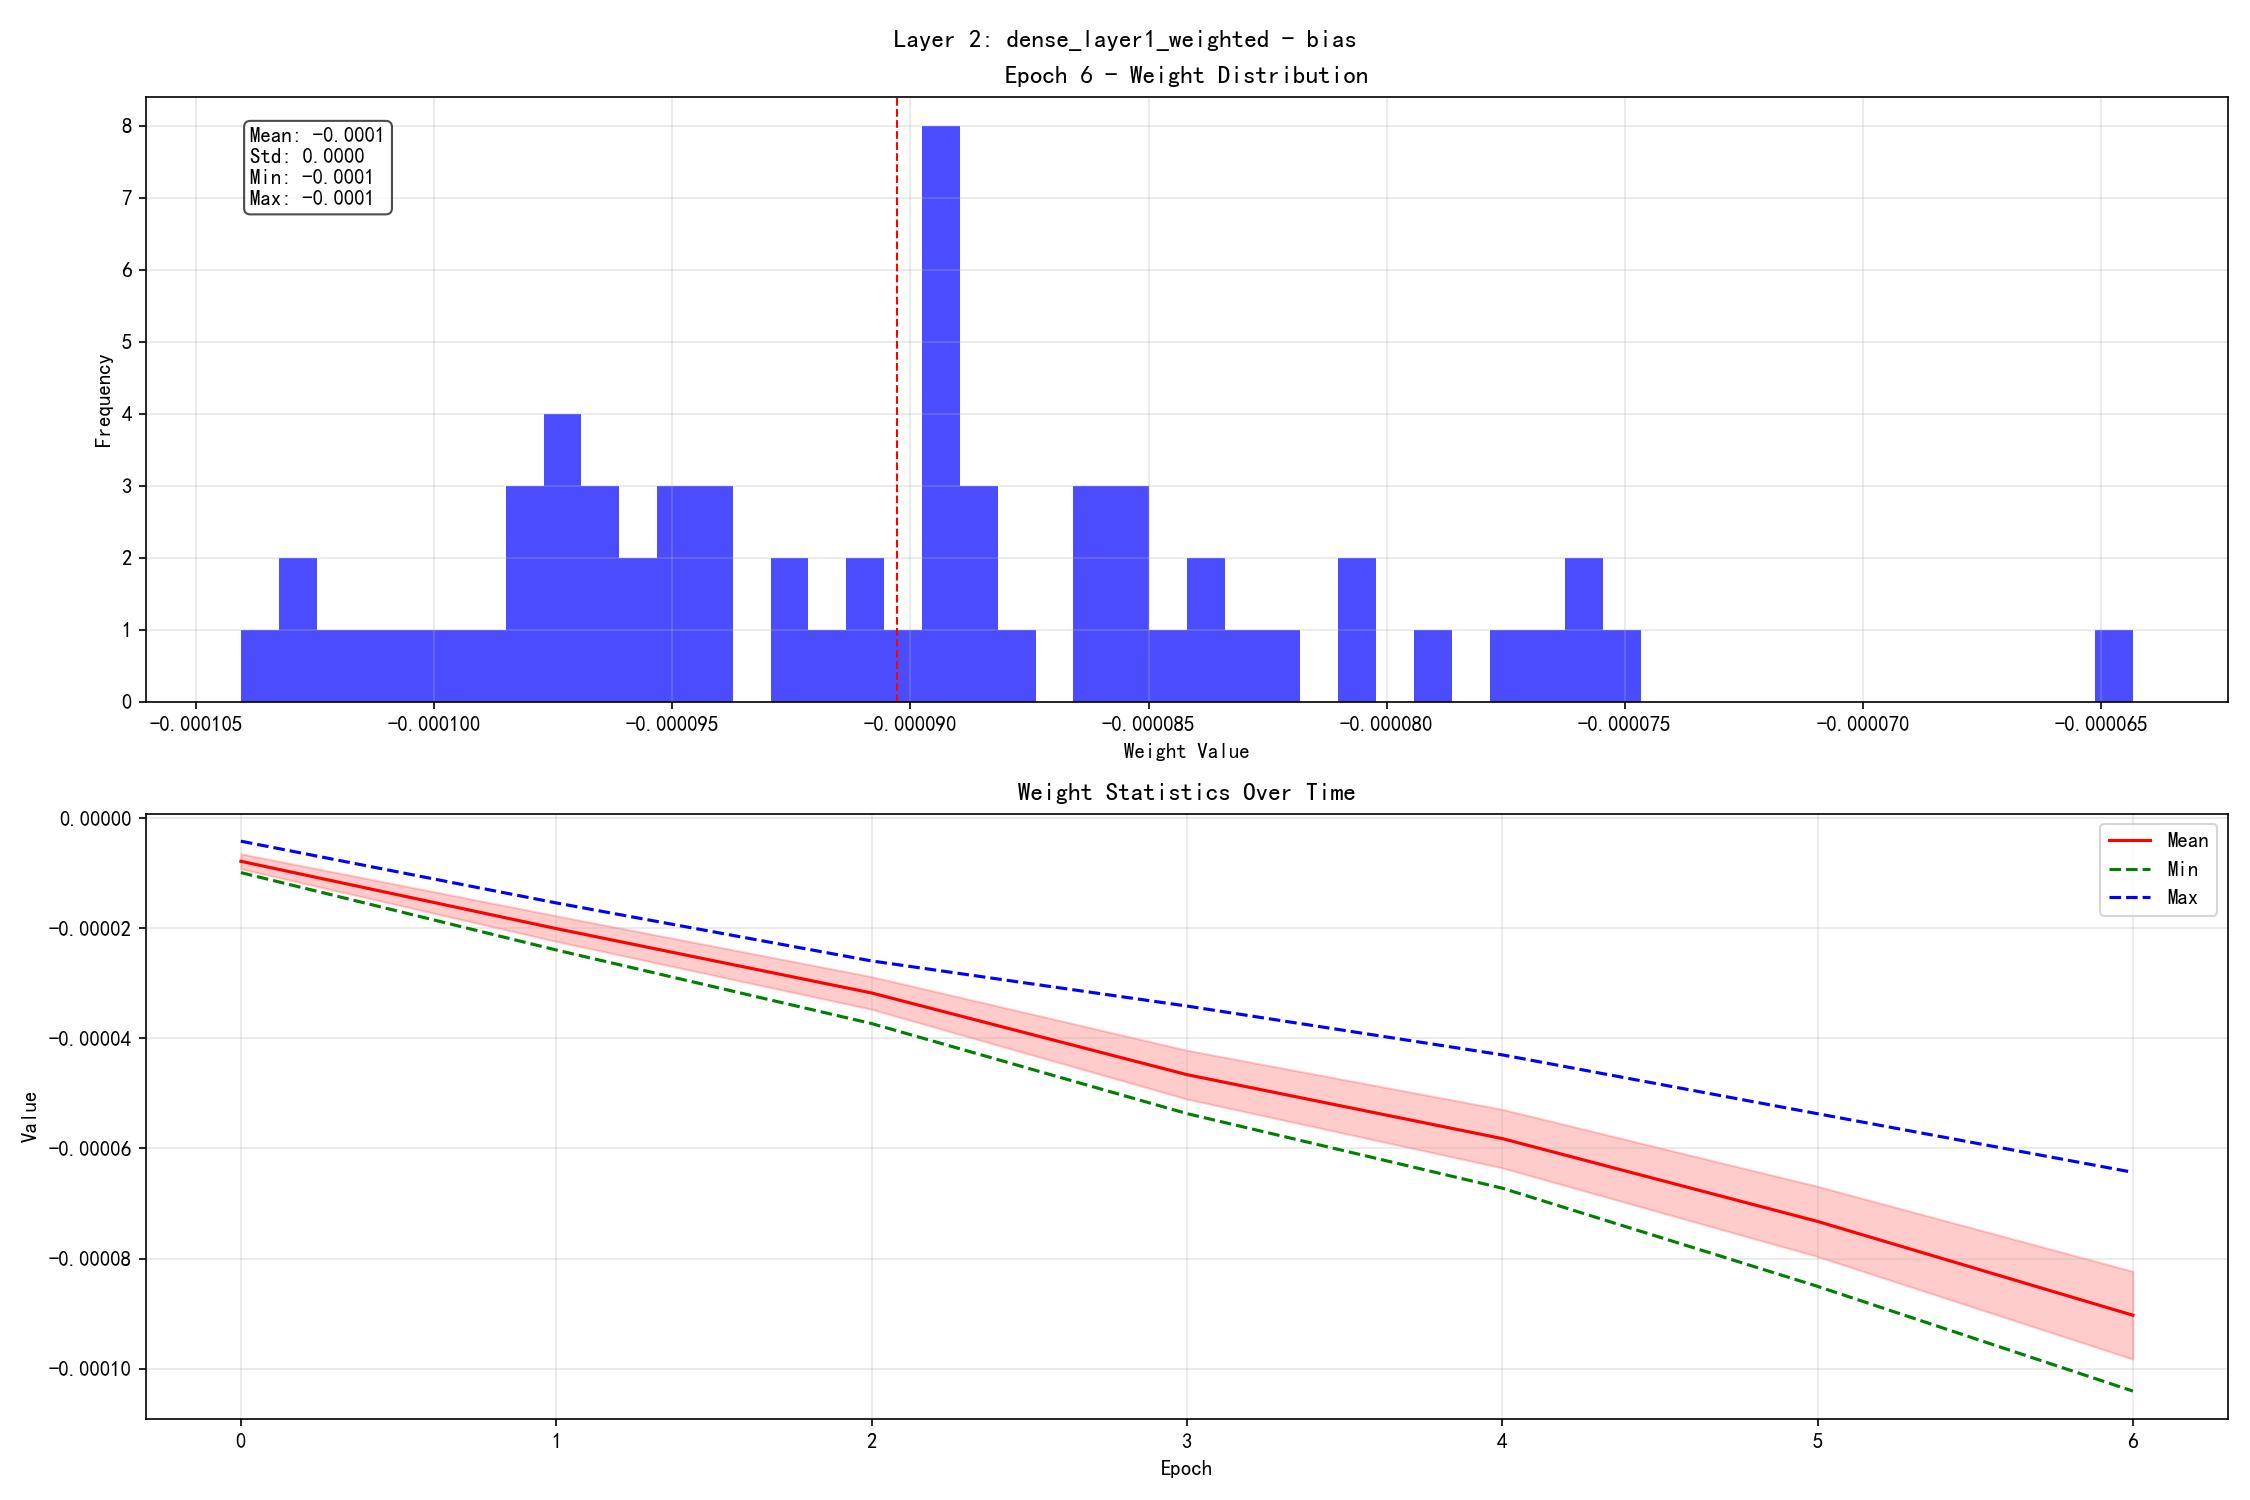 Layer 2: dense_layer1_weighted - bias
Epoch 6 - Weight Distribution
Mean: -0.0001
Std: 0.0000
Min: -0.0001
Max: -0.0001
8
7
6
5
4
3
2
1
0
Frequency
-0.000105 -0.000100 -0.000095 -0.000090 -0.000085 -0.000080 -0.000075 -0.000070 -0.000065
Weight Value
Weight Statistics Over Time
0.00000
-0.00002
-0.00004
-0.00006
-0.00008
-0.00010
Value
Mean
Min
Max
0 1 2 3 4 5 6
Epoch